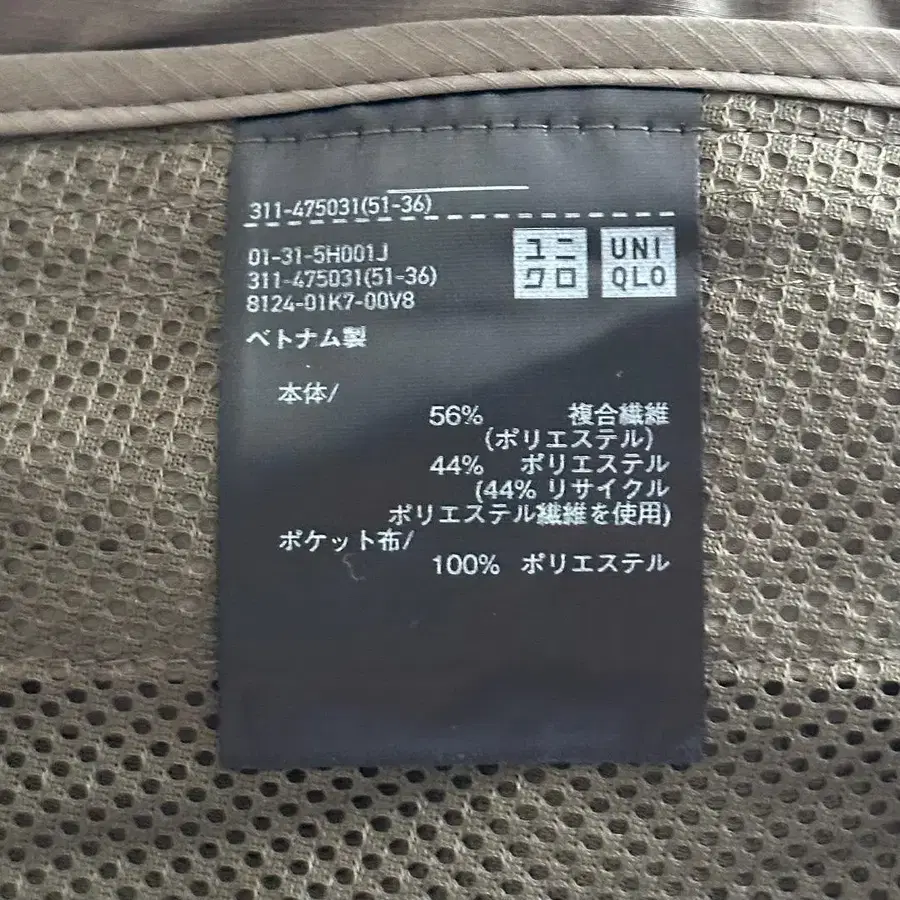 311-475031(51-36)
01-31-5H001J
311-475031(51-36)
8124-01K7-00V8
ユニ
クロ
UNI
QLO
ベトナム製
本体/
56% 複合繊維
(ポリエステル)
44% ポリエステル
(44% リサイクル
ポリエステル繊維を使用)
ポケット布/
100% ポリエステル